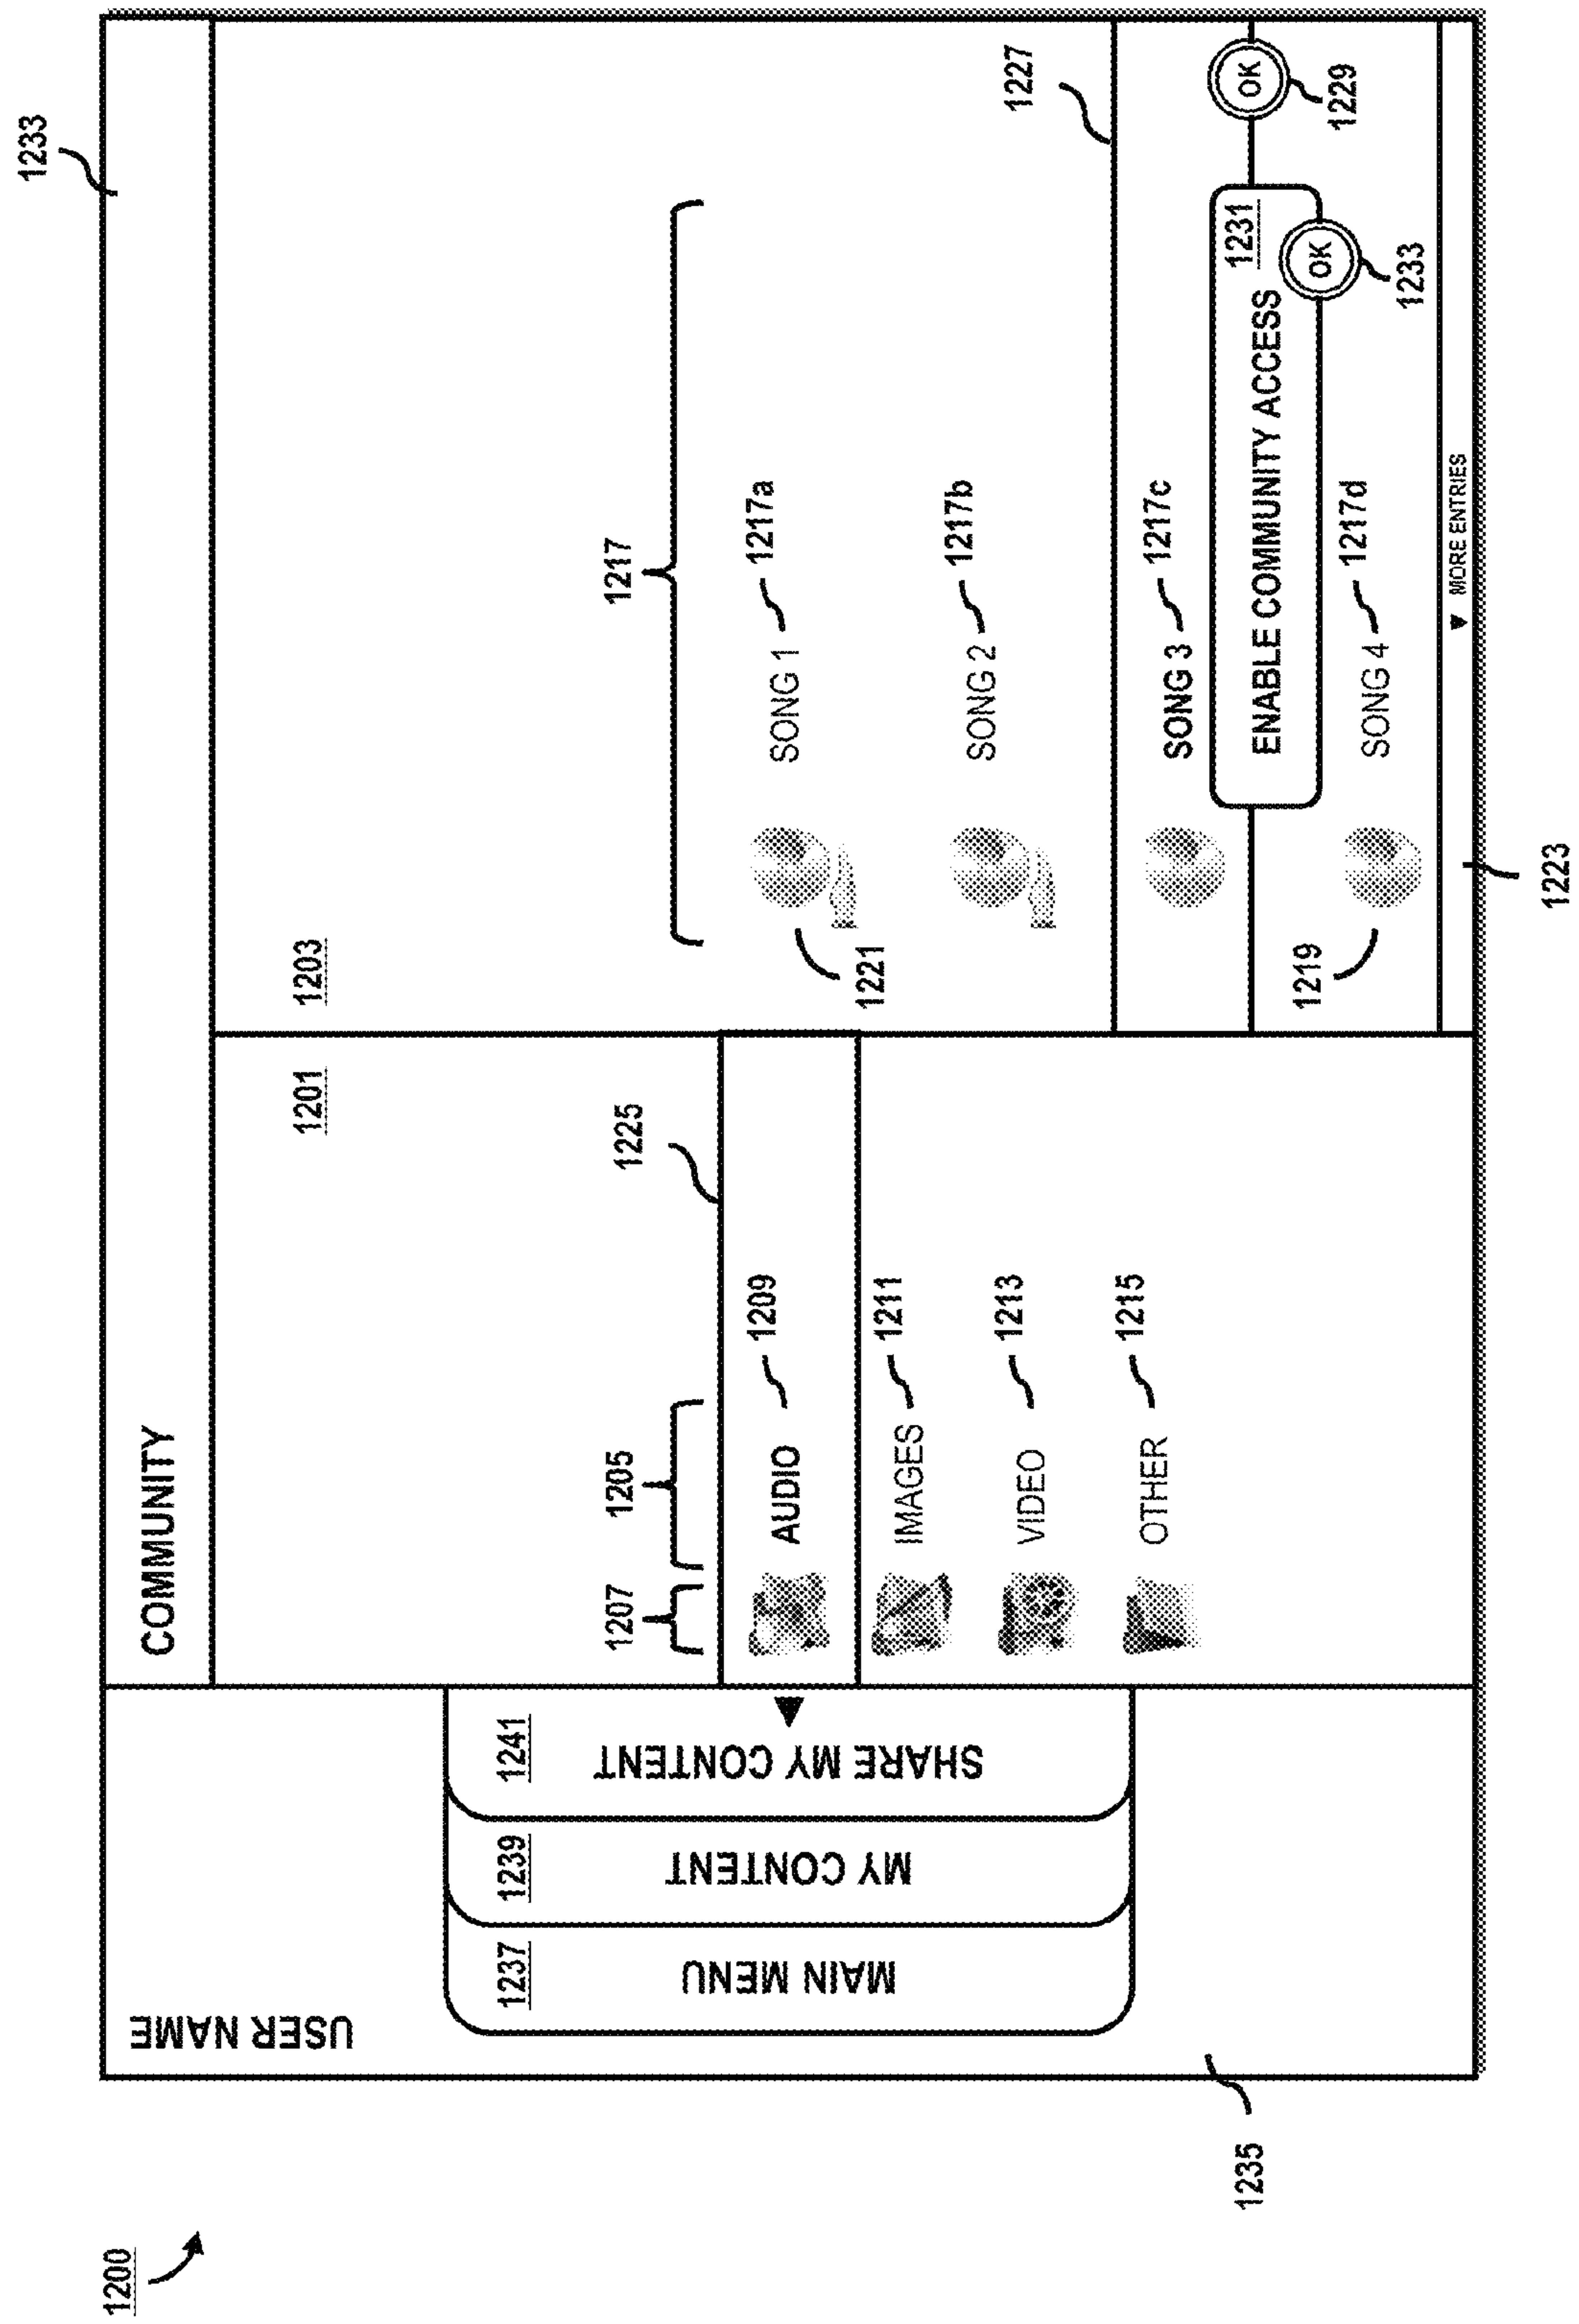 1200
1233
COMMUNITY
USER NAME
1235
1237
MAIN MENU
1239
MY CONTENT
1241
SHARE MY CONTENT
1201
1203
1207
1205
1225
AUDIO
1209
IMAGES
1211
VIDEO
1213
OTHER
1215
1217
SONG 1
1217a
1221
SONG 2
1217b
1227
SONG 3
1217c
OK
1229
ENABLE COMMUNITY ACCESS
1231
OK
1233
1219
SONG 4
1217d
▼ MORE ENTRIES
1223